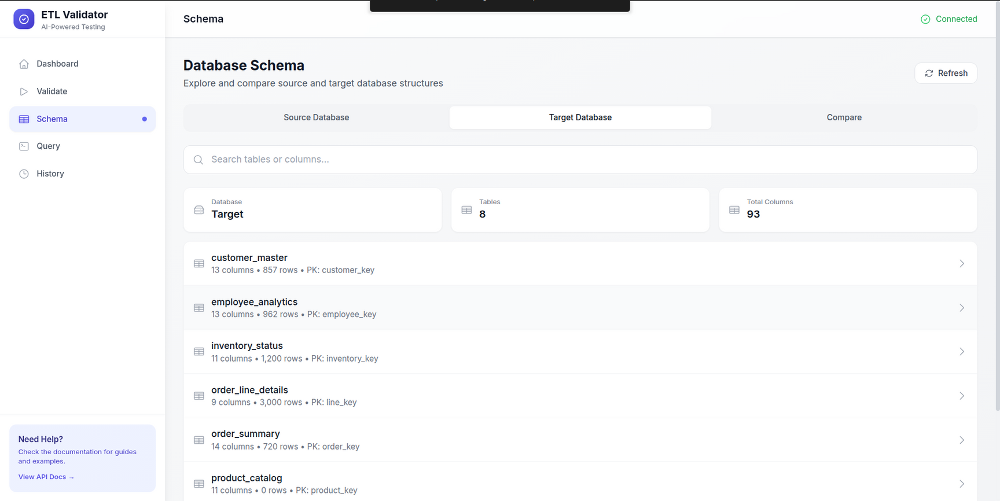 ETL Validator
AI-Powered Testing
Dashboard
Validate
Schema
Query
History
Need Help?
Check the documentation for guides
and examples.
View API Docs →
Schema
Connected
Database Schema
Explore and compare source and target database structures
Refresh
Source Database
Target Database
Compare
Search tables or columns...
Database
Target
Tables
8
Total Columns
93
customer_master
13 columns • 857 rows • PK: customer_key
employee_analytics
13 columns • 962 rows • PK: employee_key
inventory_status
11 columns • 1,200 rows • PK: inventory_key
order_line_details
9 columns • 3,000 rows • PK: line_key
order_summary
14 columns • 720 rows • PK: order_key
product_catalog
11 columns • 0 rows • PK: product_key